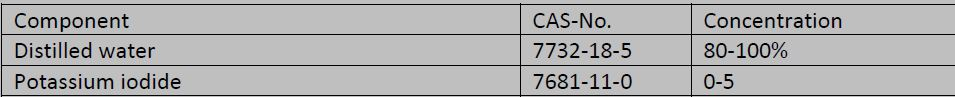 Component CAS-No. Concentration
Distilled water 7732-18-5 80-100%
Potassium iodide 7681-11-0 0-5